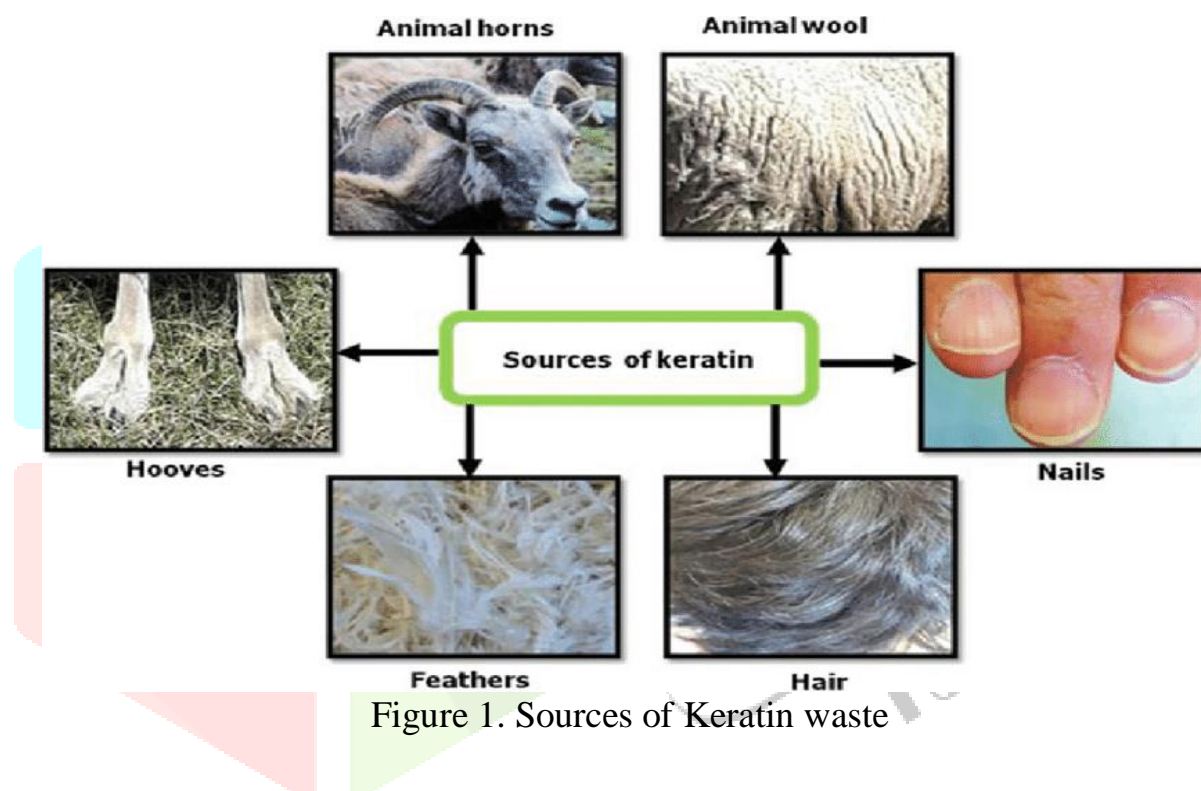 Animal horns
Animal wool
Sources of keratin
Hooves
Nails
Feathers
Hair
Figure 1. Sources of Keratin waste